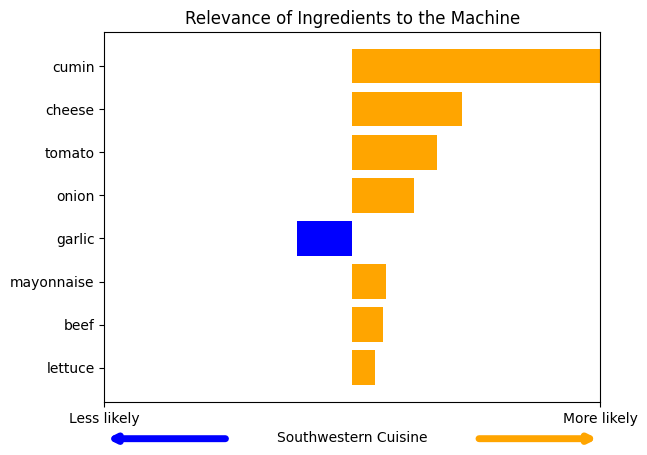 Relevance of Ingredients to the Machine
cumin
cheese
tomato
onion
garlic
mayonnaise
beef
lettuce
Less likely
More likely
Southwestern Cuisine